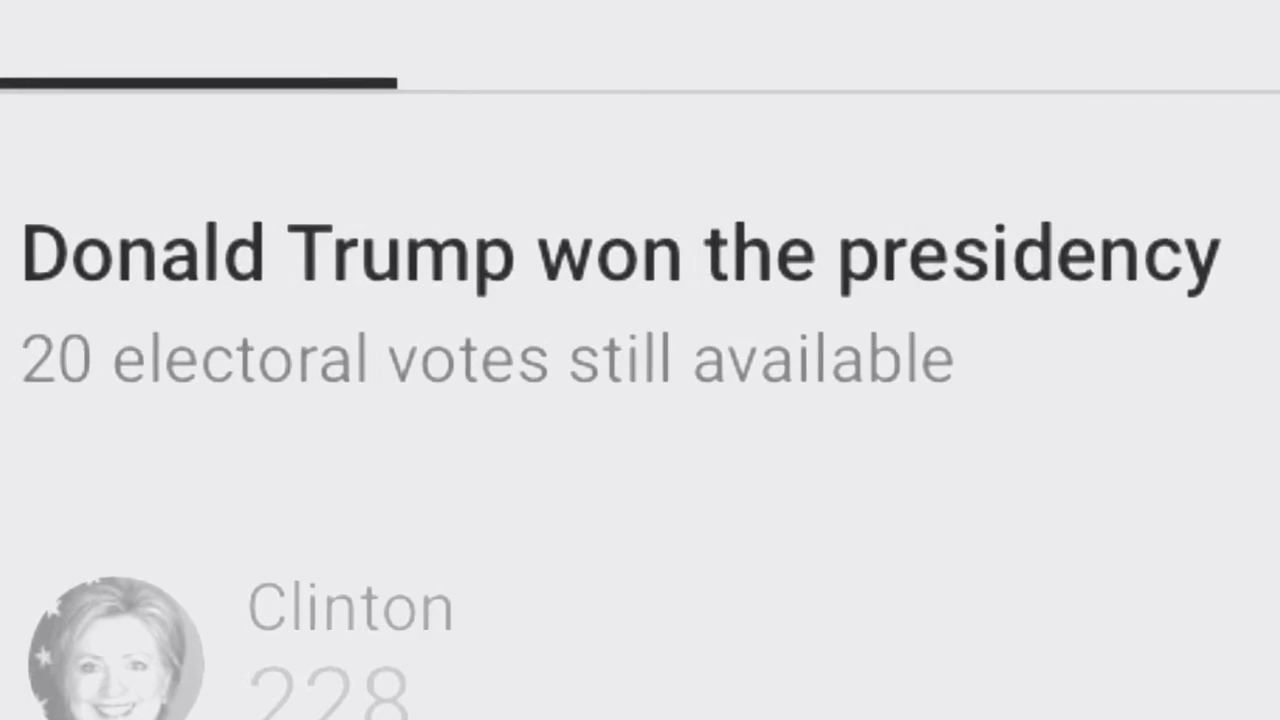 Donald Trump won the presidency
20 electoral votes still available
Clinton
228